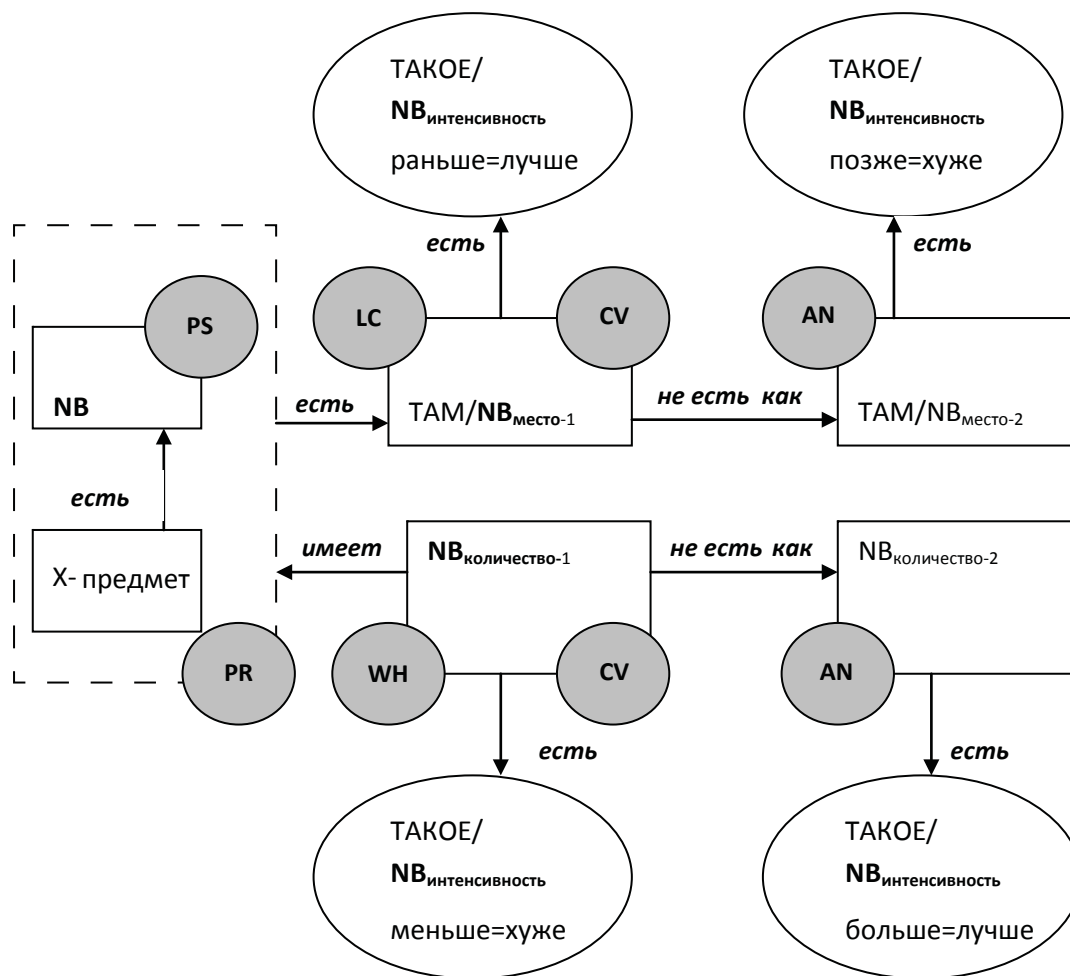 ТАКОЕ/
NBинтенсивность
раньше=лучше
ТАКОЕ/
NBинтенсивность
позже=хуже
есть
есть
PS
LC
CV
AN
NB
есть
ТАМ/NBместо-1
не есть как
ТАМ/NBместо-2
есть
имеет
NBколичество-1
не есть как
NBколичество-2
X- предмет
PR
WH
CV
AN
есть
есть
ТАКОЕ/
NBинтенсивность
меньше=хуже
ТАКОЕ/
NBинтенсивность
больше=лучше